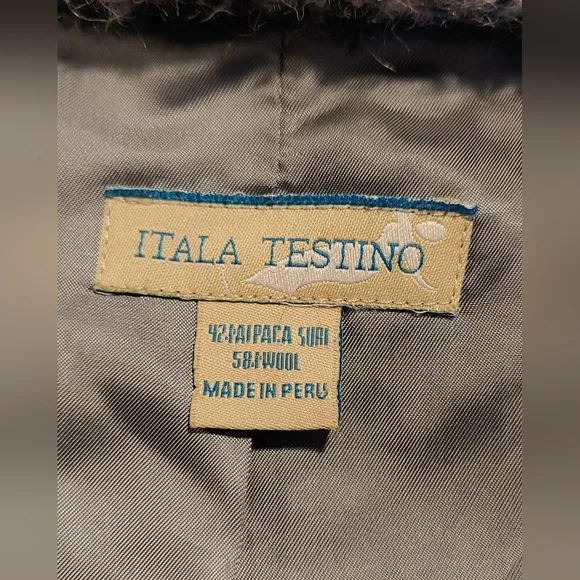 ITALA TESTINO
42% ALPACA SURI
58% WOOL
MADE IN PERU